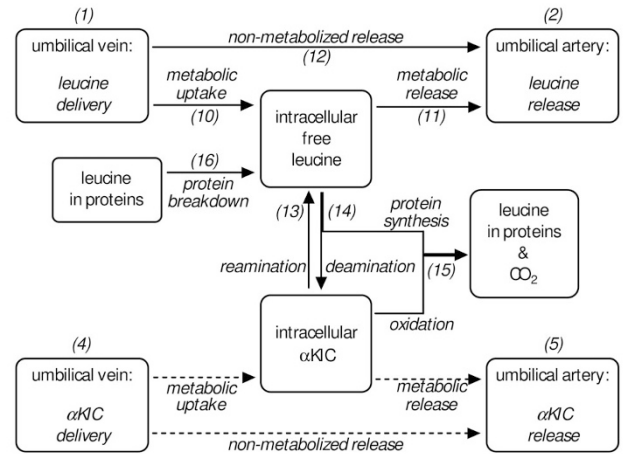 (1)
(2)
umbilical vein:
leucine
delivery
non-metabolized release
(12)
umbilical artery:
leucine
release
metabolic
uptake
(10)
intracellular
free
leucine
metabolic
release
(11)
leucine
in proteins
(16)
protein
breakdown
(13)
(14)
protein
synthesis
leucine
in proteins
&
CO2
(15)
reamination
deamination
oxidation
intracellular
αKIC
(4)
(5)
umbilical vein:
αKIC
delivery
metabolic
uptake
metabolic
release
umbilical artery:
αKIC
release
non-metabolized release